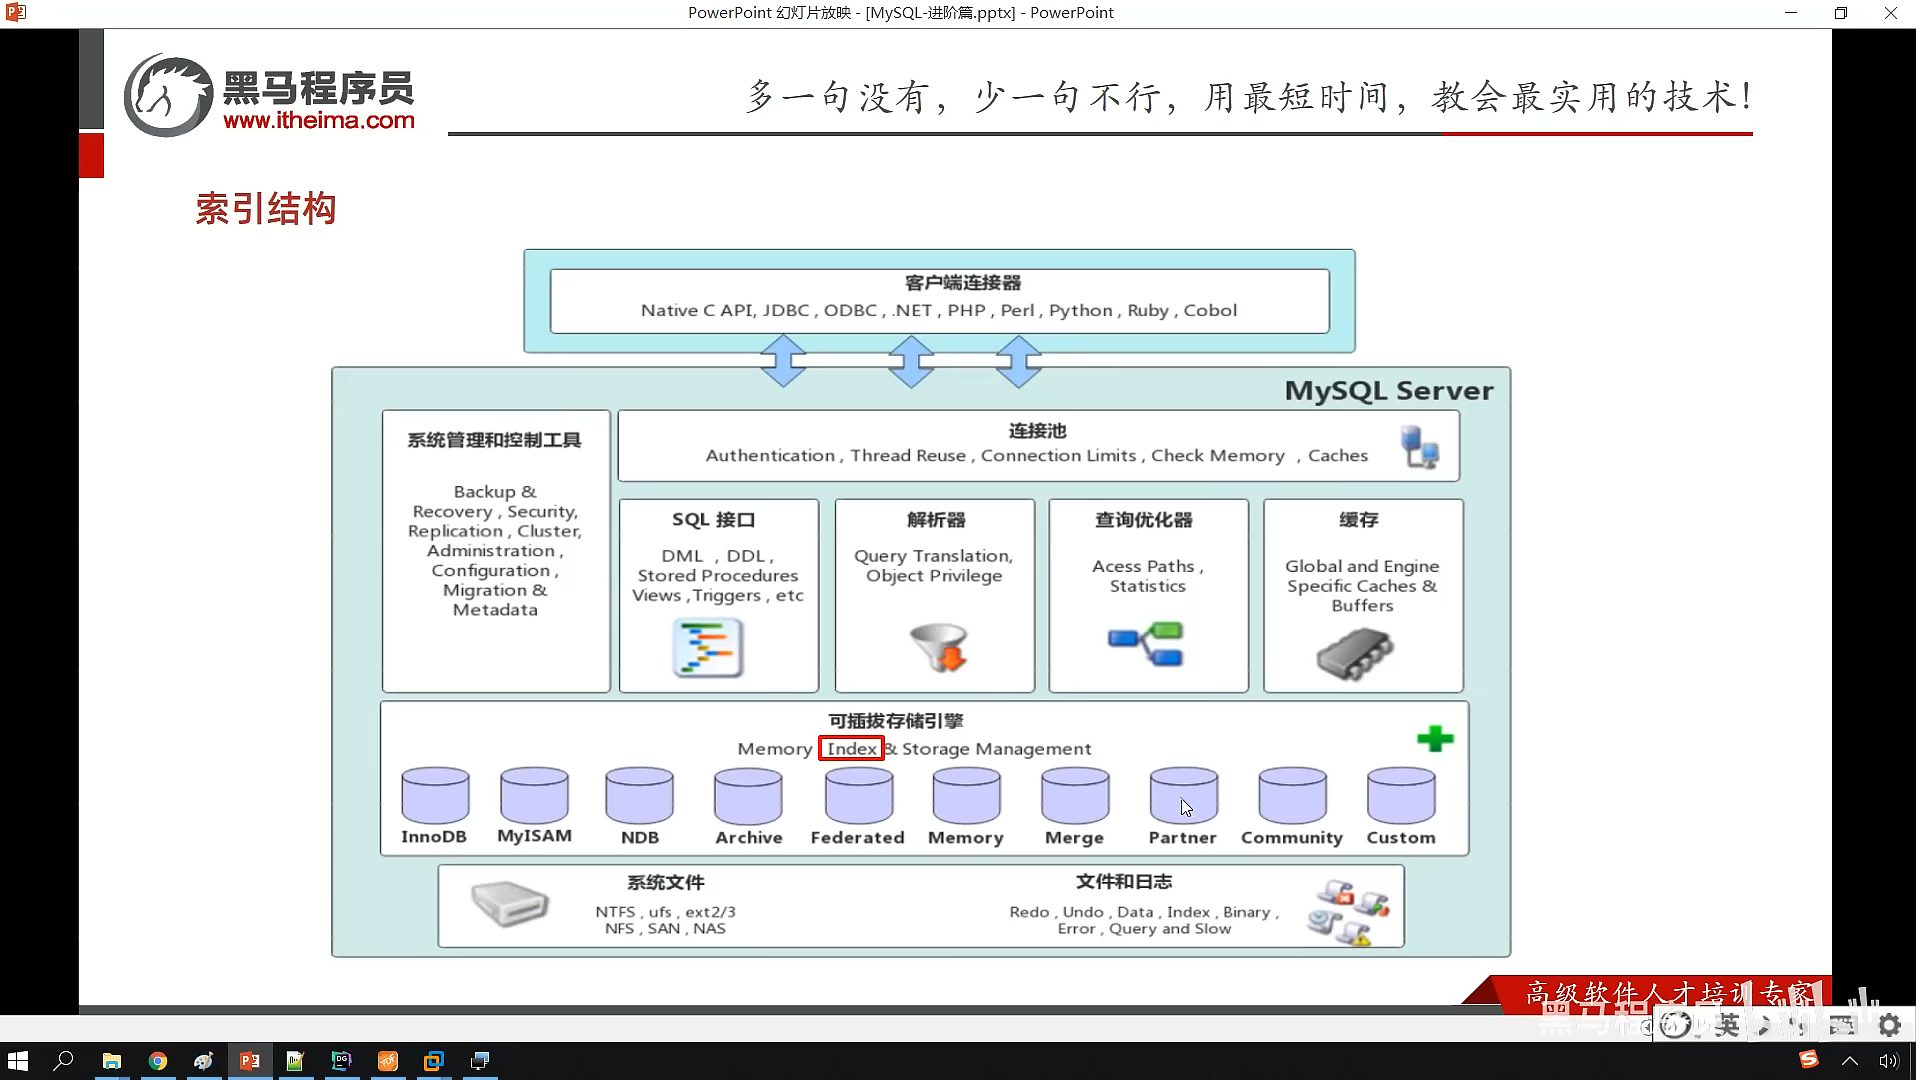 PowerPoint 幻灯片放映 - [MySQL-进阶篇.pptx] - PowerPoint
黑马程序员
www.itheima.com
多一句没有，少一句不行，用最短时间，教会最实用的技术！
索引结构
客户端连接器
Native C API, JDBC , ODBC , .NET , PHP , Perl , Python , Ruby , Cobol
MySQL Server
系统管理和控制工具
Backup &
Recovery , Security,
Replication , Cluster,
Administration ,
Configuration ,
Migration &
Metadata
连接池
Authentication , Thread Reuse , Connection Limits , Check Memory , Caches
SQL 接口
DML , DDL ,
Stored Procedures
Views ,Triggers , etc
解析器
Query Translation,
Object Privilege
查询优化器
Acess Paths ,
Statistics
缓存
Global and Engine
Specific Caches &
Buffers
可插拔存储引擎
Memory Index & Storage Management
InnoDB MyISAM NDB Archive Federated Memory Merge Partner Community Custom
系统文件
NTFS , ufs , ext2/3
NFS , SAN , NAS
文件和日志
Redo , Undo , Data , Index , Binary ,
Error , Query and Slow
高级软件人才培训专家
英